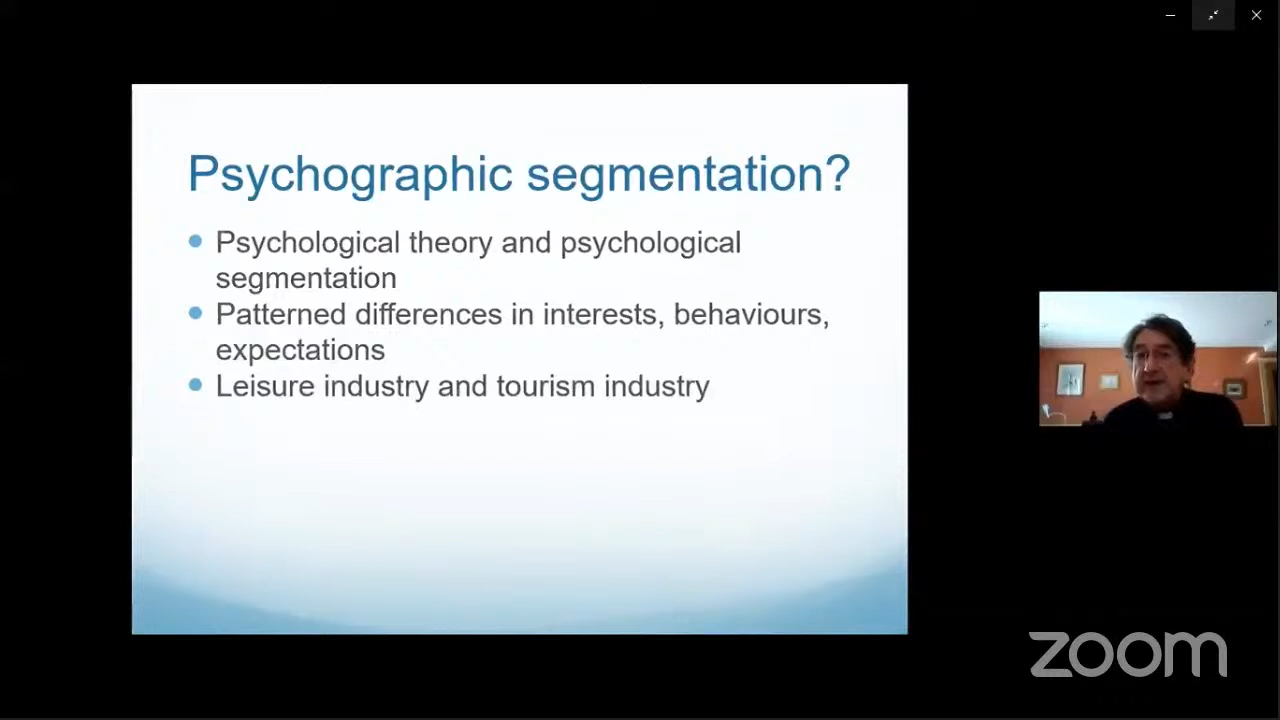 Psychographic segmentation?
Psychological theory and psychological
segmentation
Patterned differences in interests, behaviours,
expectations
Leisure industry and tourism industry
zoom